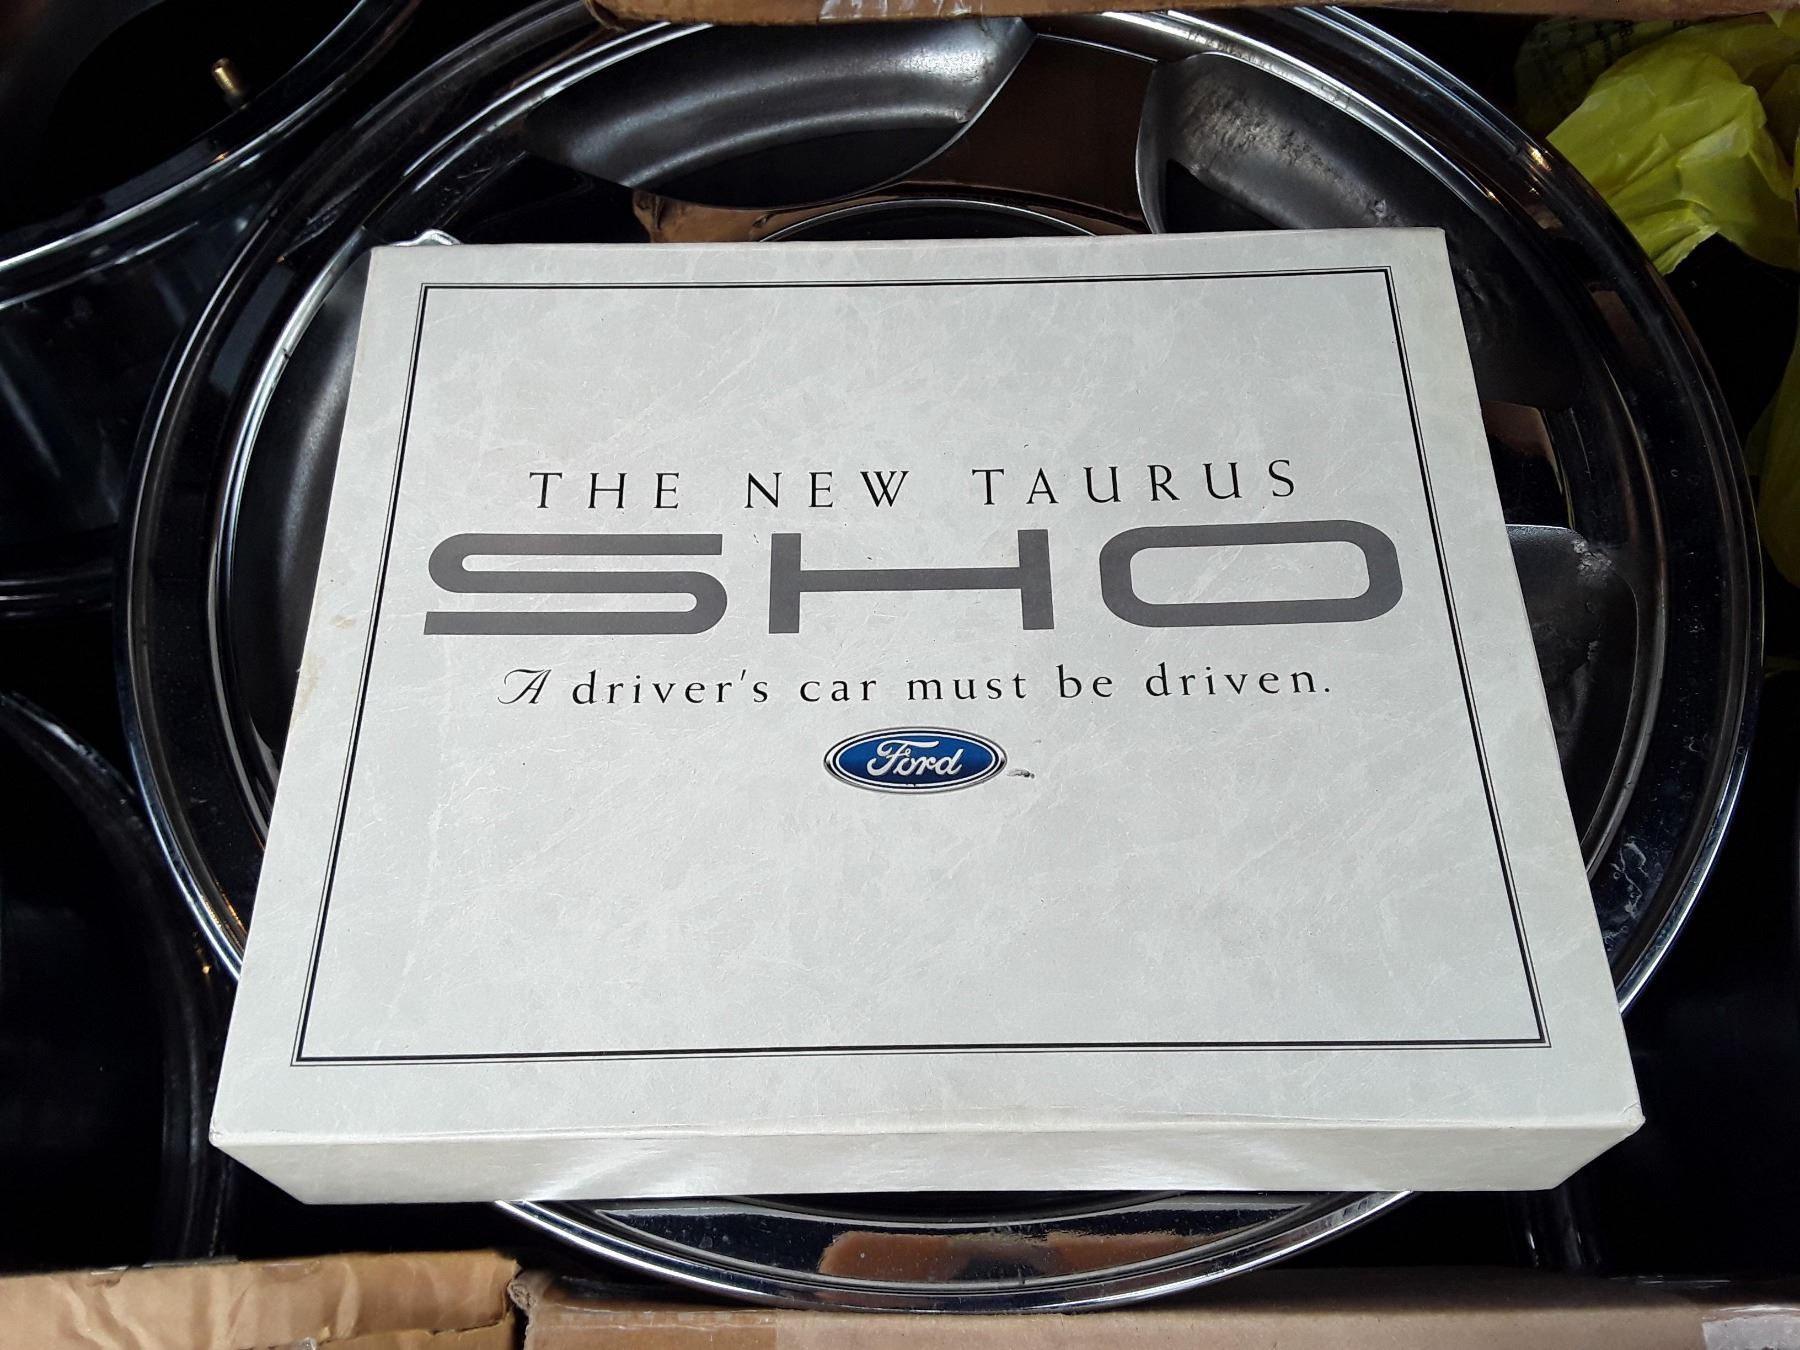 THE NEW TAURUS
SHO
A driver's car must be driven.
Ford